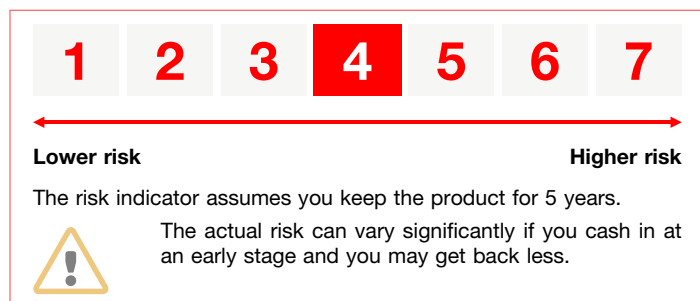 1 2 3 4 5 6 7
Lower risk Higher risk
The risk indicator assumes you keep the product for 5 years.
The actual risk can vary significantly if you cash in at
an early stage and you may get back less.